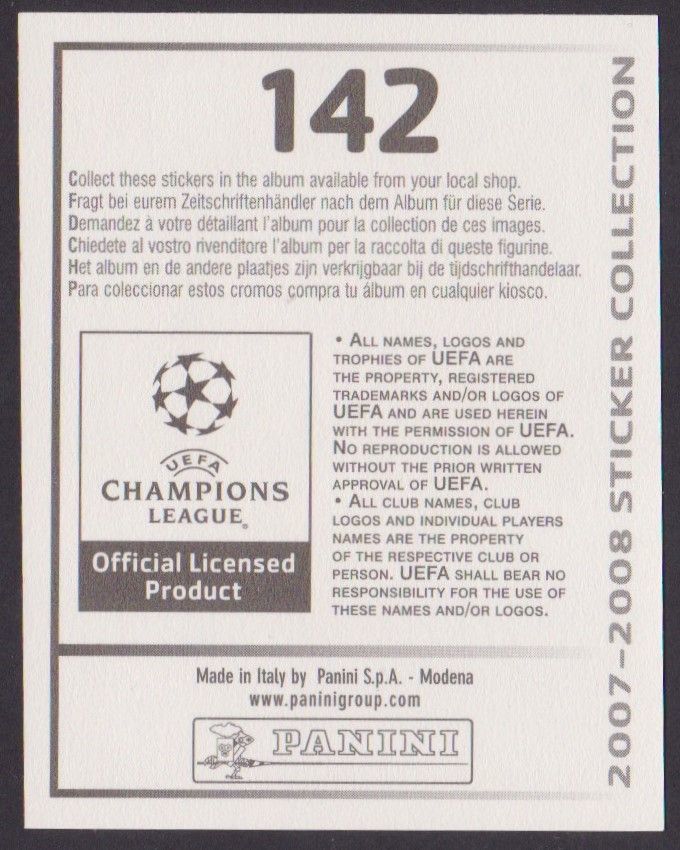 142
Collect these stickers in the album available from your local shop.
Fragt bei eurem Zeitschriftenhändler nach dem Album für diese Serie.
Demandez à votre détaillant l'album pour la collection de ces images.
Chiedete al vostro rivenditore l'album per la raccolta di queste figurine.
Het album en de andere plaatjes zijn verkrijgbaar bij de tijdschrifthandelaar.
Para coleccionar estos cromos compra tu álbum en cualquier kiosco.
UEFA
CHAMPIONS
LEAGUE®
Official Licensed
Product
• ALL NAMES, LOGOS AND
TROPHIES OF UEFA ARE
THE PROPERTY, REGISTERED
TRADEMARKS AND/OR LOGOS OF
UEFA AND ARE USED HEREIN
WITH THE PERMISSION OF UEFA.
NO REPRODUCTION IS ALLOWED
WITHOUT THE PRIOR WRITTEN
APPROVAL OF UEFA.
• ALL CLUB NAMES, CLUB
LOGOS AND INDIVIDUAL PLAYERS
NAMES ARE THE PROPERTY
OF THE RESPECTIVE CLUB OR
PERSON. UEFA SHALL BEAR NO
RESPONSIBILITY FOR THE USE OF
THESE NAMES AND/OR LOGOS.
Made in Italy by Panini S.p.A. - Modena
www.paninigroup.com
PANINI
2007-2008 STICKER COLLECTION